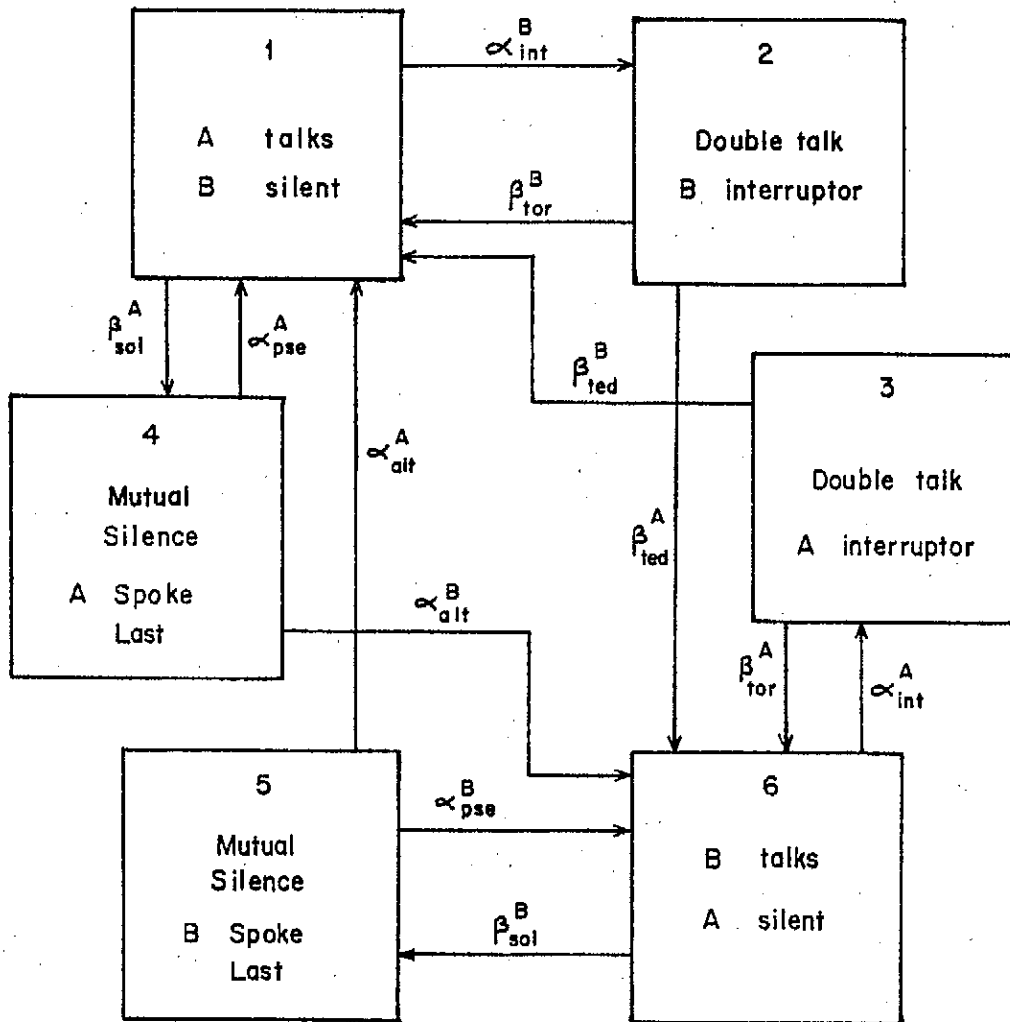 1
A talks
B silent
α^B_int
2
Double talk
B interruptor
β^B_tor
β^A_sol
α^A_pse
β^B_ted
3
Double talk
A interruptor
4
Mutual
Silence
A Spoke
Last
α^A_alt
β^A_ted
α^B_alt
β^A_tor
α^A_int
5
Mutual
Silence
B Spoke
Last
α^B_pse
β^B_sol
6
B talks
A silent